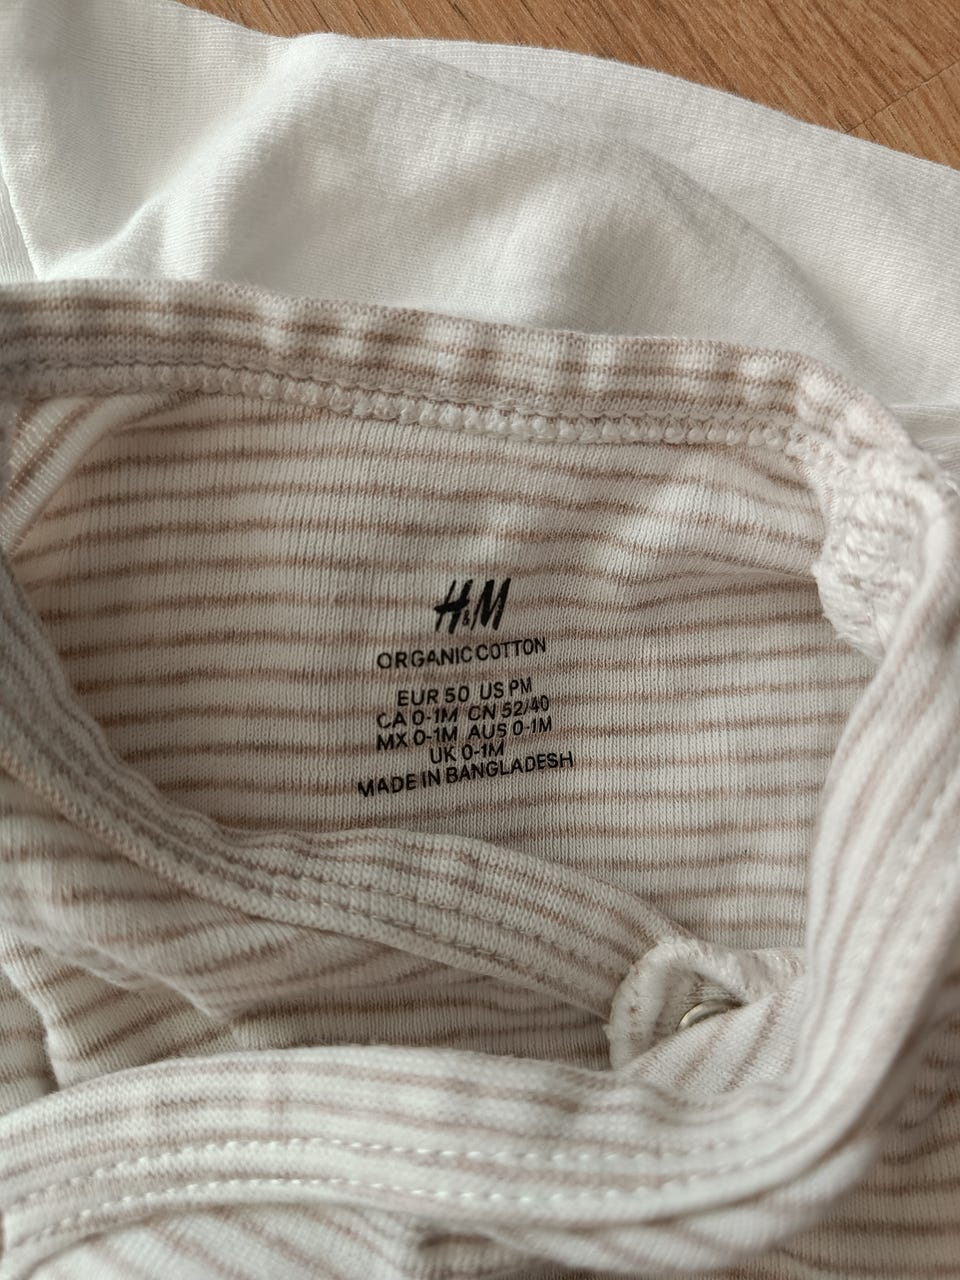 H&M
ORGANIC COTTON
EUR 50 US PM
CA 0-1M CN 52/40
MX 0-1M AUS 0-1M
UK 0-1M
MADE IN BANGLADESH